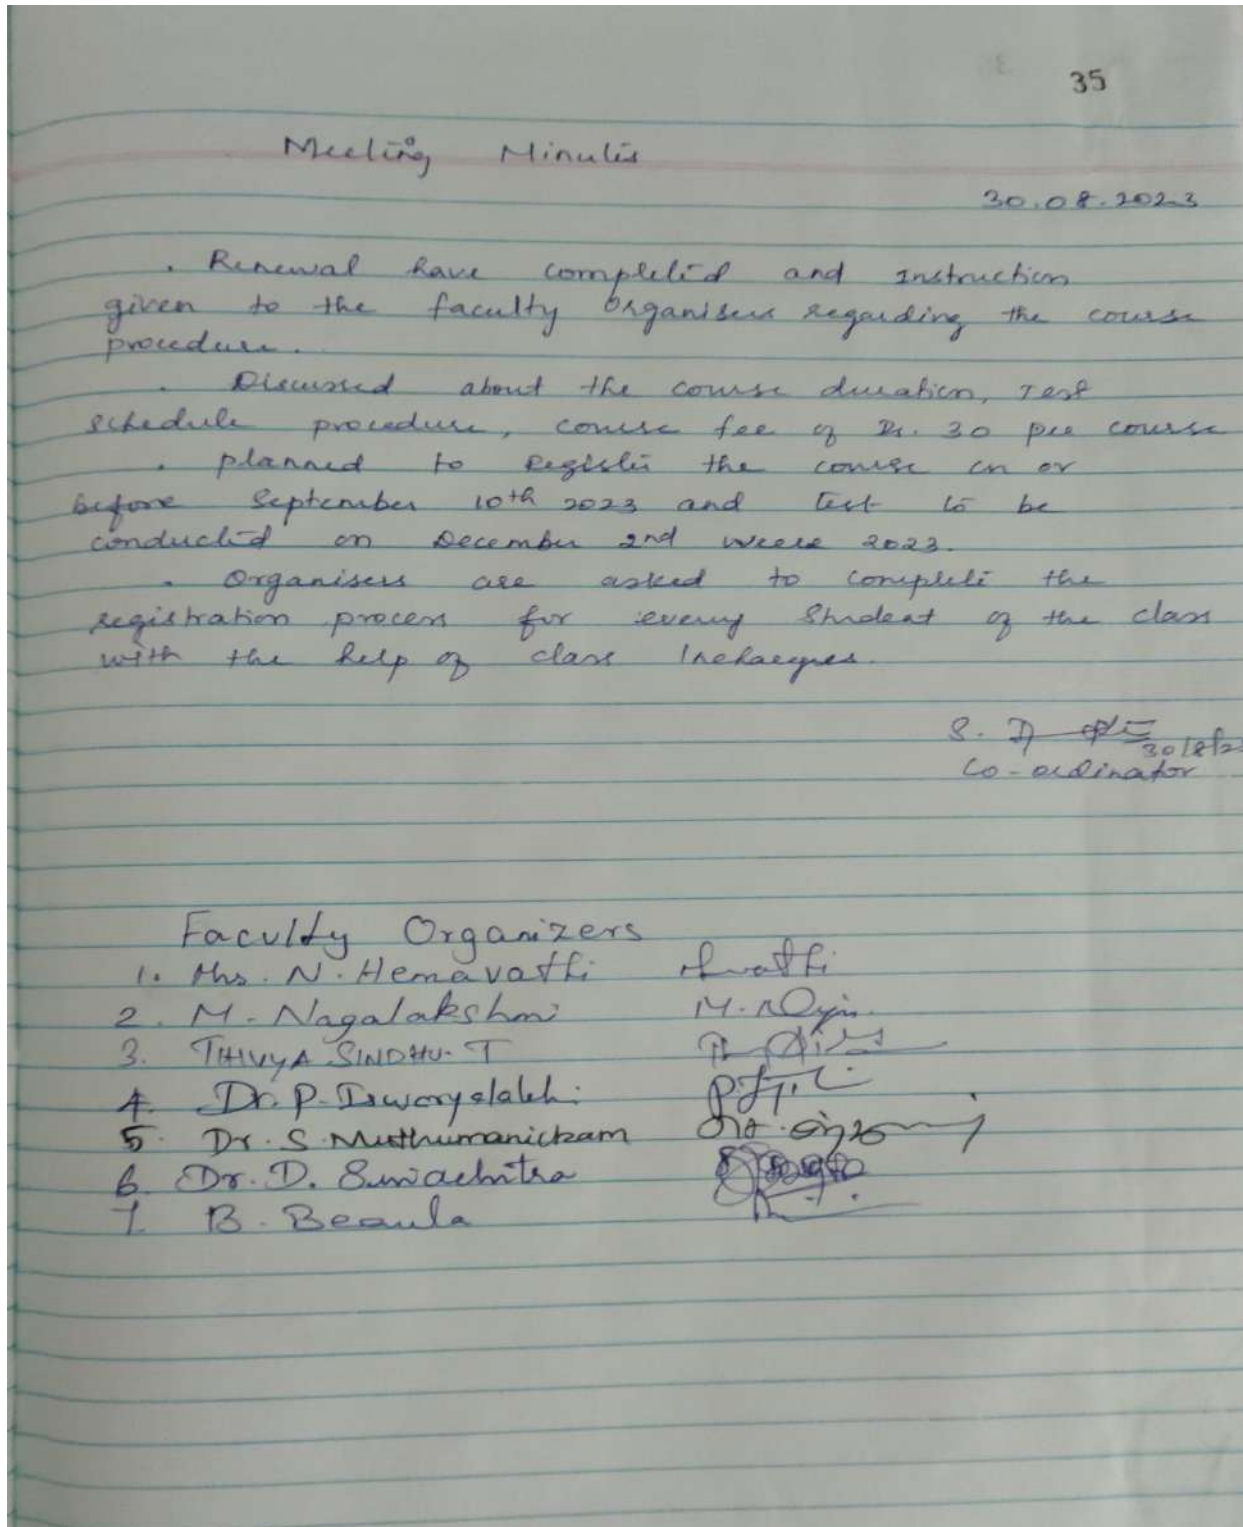 35
Meeting Minutes
30.08.2023
. Renewal have completed and instruction
given to the faculty organisers regarding the course
procedure.
. Discussed about the course duration, Test
schedule procedure, course fee of Rs. 30 per course
. planned to Register the course on or
before September 10th 2023 and test to be
conducted on December 2nd week 2023.
. Organisers are asked to complete the
registration process for every student of the class
with the help of class Incharges.
S.
30/8/23
Co-ordinator
Faculty Organizers
1. Mrs. N. Hemavathi
2. M. Nagalakshmi M.
3. THIVYA SINDHU. T
4. Dr. P.
5. Dr. S. Muthumanickam
6. Dr. D.
7. B. Beaula